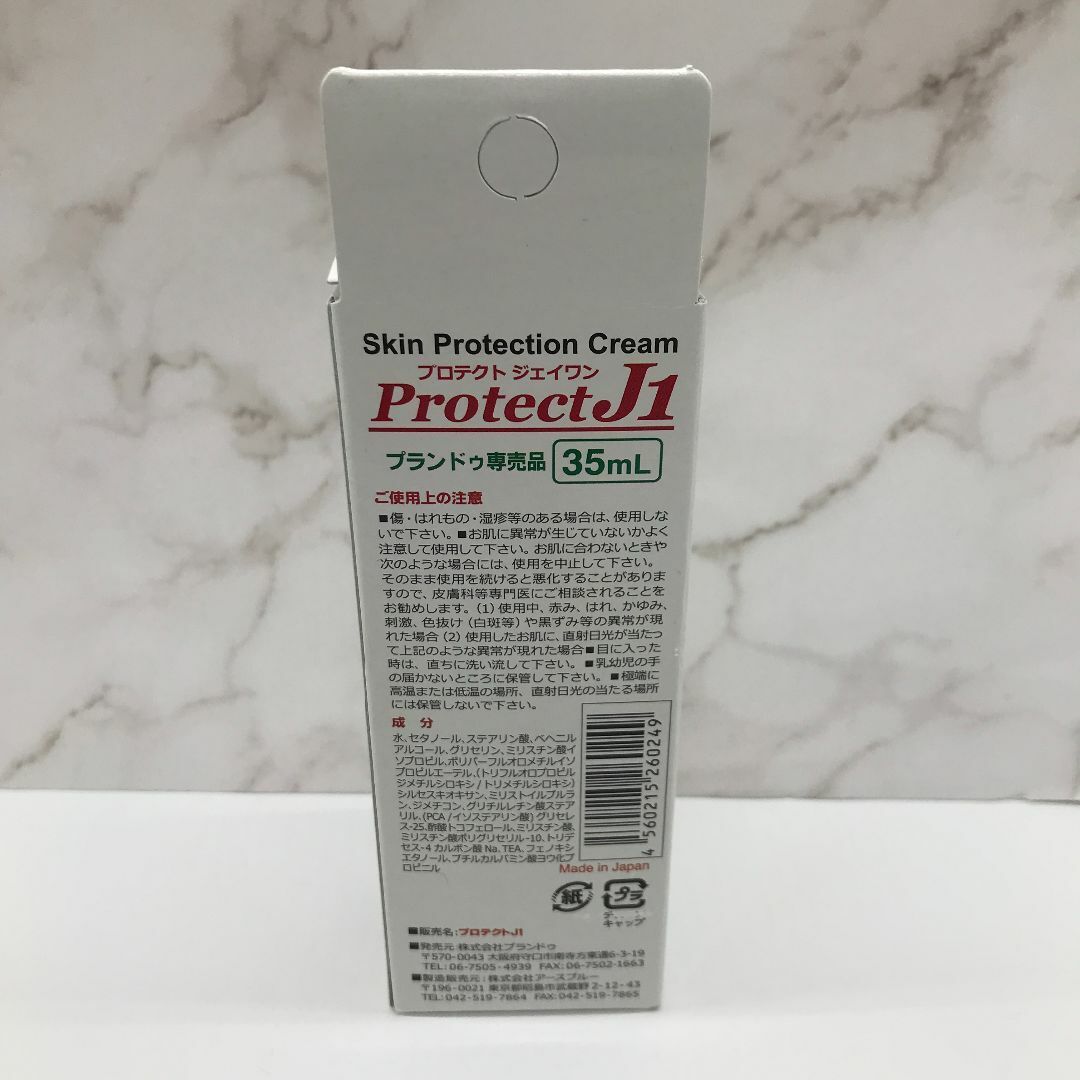 Skin Protection Cream
プロテクト ジェイワン
ProtectJ1
プランドゥ専売品 35mL
ご使用上の注意
■傷・はれもの・湿疹等のある場合は、使用しな
いで下さい。■お肌に異常が生じていないかよく
注意して使用して下さい。お肌に合わないときや
次のような場合には、使用を中止して下さい。
そのまま使用を続けると悪化することがありま
すので、皮膚科等専門医にご相談されることを
お勧めします。(1)使用中、赤み、はれ、かゆみ、
刺激、色抜け(白斑等)や黒ずみ等の異常が現
れた場合(2)使用したお肌に、直射日光が当たっ
て上記のような異常が現れた場合■目に入った
時は、直ちに洗い流して下さい。■乳幼児の手
の届かないところに保管して下さい。■極端に
高温または低温の場所、直射日光の当たる場所
には保管しないで下さい。
成 分
水、セタノール、ステアリン酸、ベヘニル
アルコール、グリセリン、ミリスチン酸イ
ソプロピル、ポリパーフルオロメチルイソ
プロピルエーテル、(トリフルオロプロピル
ジメチルシロキシ/トリメチルシロキシ)
シルセスキオキサン、ミリストイルプルラ
ン、ジメチコン、グリチルレチン酸ステア
リル、(PCA/イソステアリン酸)グリセレ
ス-25、酢酸トコフェロール、ミリスチン酸、
ミリスチン酸ポリグリセリル-10、トリデ
セス-4カルボン酸Na、TEA、フェノキシ
エタノール、ブチルカルバミン酸ヨウ化プ
ロピニル
4 560215 260249
Made in Japan
紙 プラ
キャップ
■販売名:プロテクトJ1
■発売元:株式会社プランドゥ
〒570-0043 大阪府守口市南寺方東通6-3-19
TEL:06-7505-4939 FAX:06-7502-1663
■製造販売元:株式会社アースブルー
〒196-0021 東京都昭島市武蔵野2-12-43
TEL:042-519-7864 FAX:042-519-7865